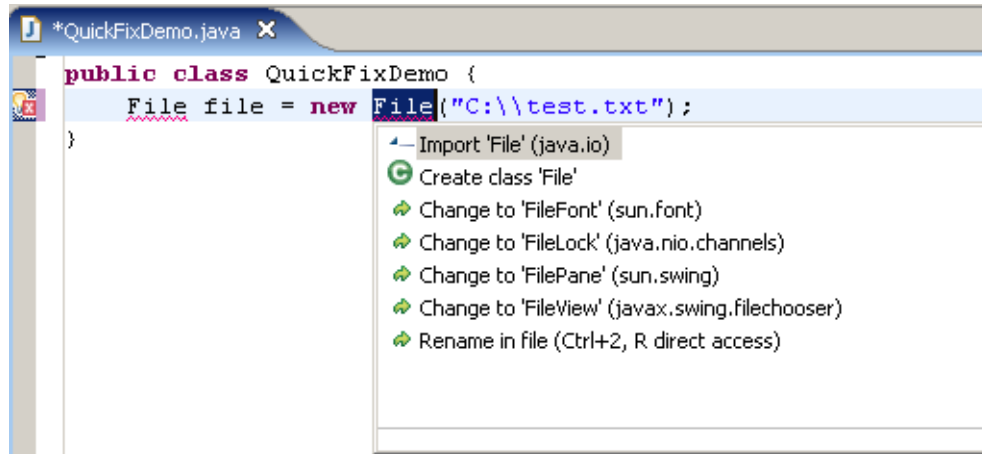 *QuickFixDemo.java
public class QuickFixDemo {
File file = new File("C:\\test.txt");
}
Import 'File' (java.io)
Create class 'File'
Change to 'FileFont' (sun.font)
Change to 'FileLock' (java.nio.channels)
Change to 'FilePane' (sun.swing)
Change to 'FileView' (javax.swing.filechooser)
Rename in file (Ctrl+2, R direct access)